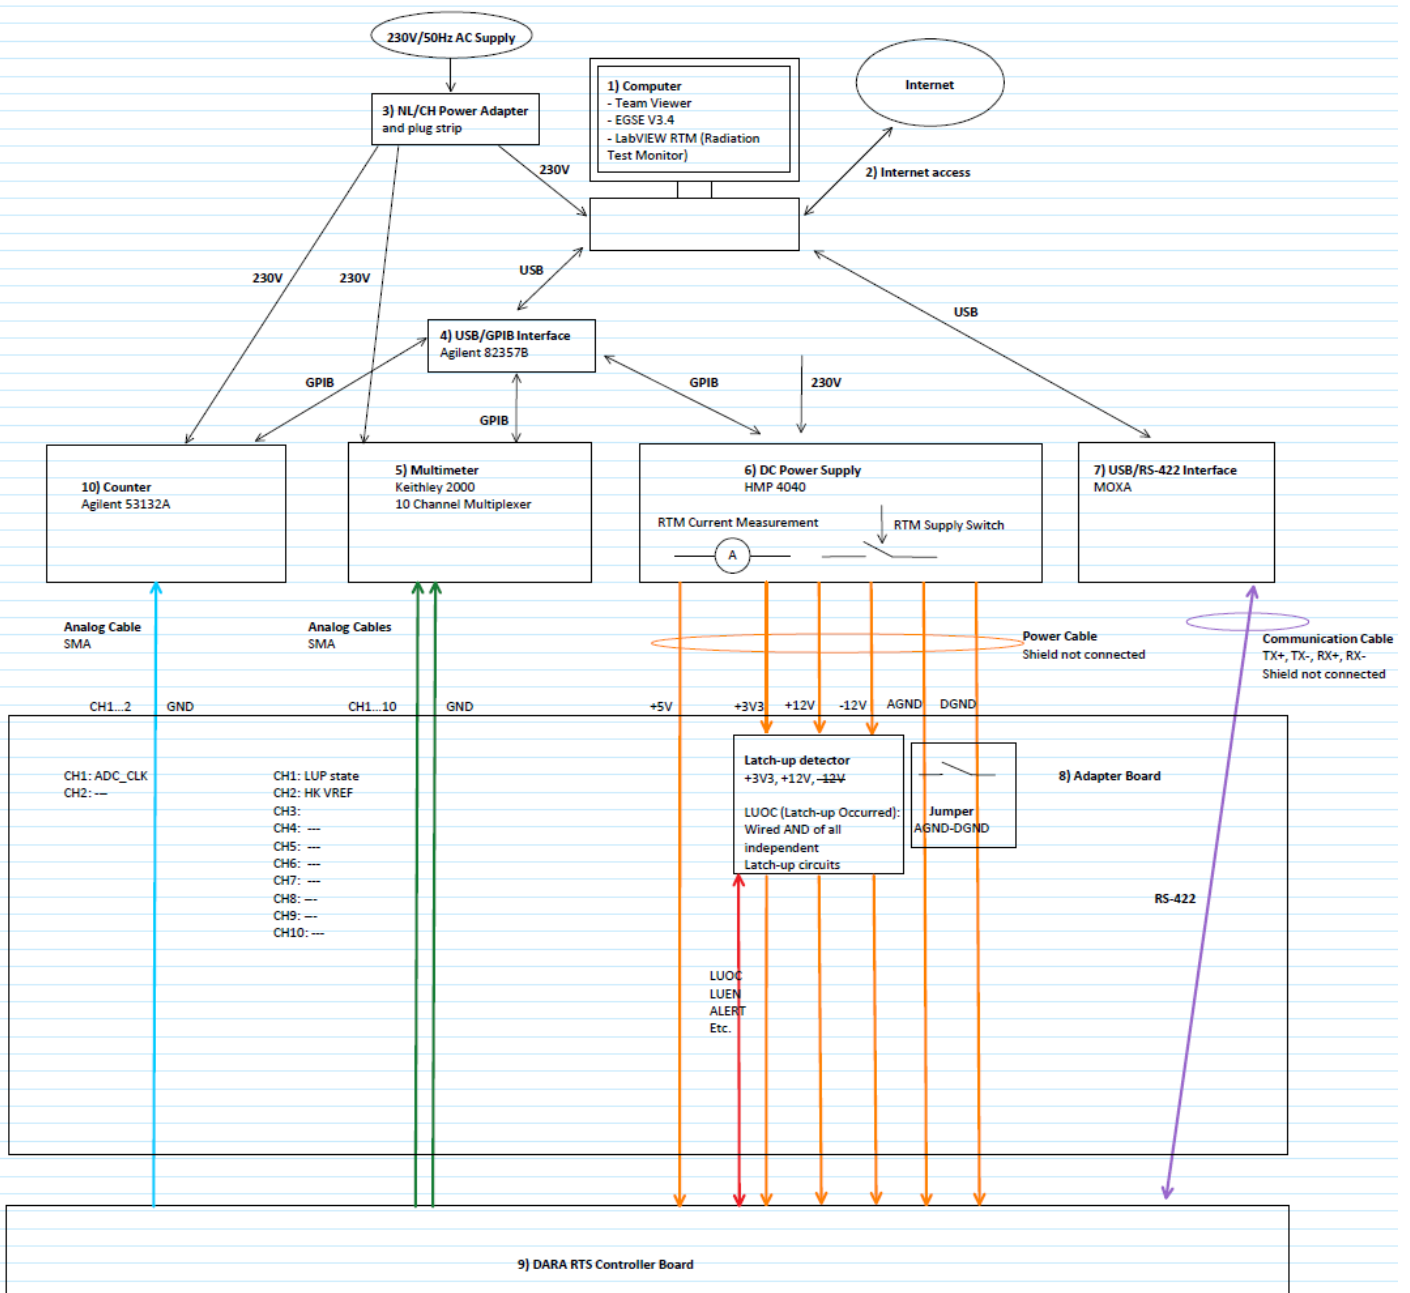 230V/50Hz AC Supply
1) Computer
- Team Viewer
- EGSE V3.4
- LabVIEW RTM (Radiation
Test Monitor)
Internet
3) NL/CH Power Adapter
and plug strip
230V
2) Internet access
230V
230V
USB
USB
4) USB/GPIB Interface
Agilent 82357B
GPIB
GPIB
GPIB
230V
10) Counter
Agilent 53132A
5) Multimeter
Keithley 2000
10 Channel Multiplexer
6) DC Power Supply
HMP 4040
RTM Current Measurement
A
RTM Supply Switch
7) USB/RS-422 Interface
MOXA
Analog Cable
SMA
Analog Cables
SMA
Power Cable
Shield not connected
Communication Cable
TX+, TX-, RX+, RX-
Shield not connected
CH1...2
GND
CH1...10
GND
+5V
+3V3
+12V
-12V
AGND
DGND
CH1: ADC_CLK
CH2: ---
CH1: LUP state
CH2: HK VREF
CH3:
CH4: ---
CH5: ---
CH6: ---
CH7: ---
CH8: ---
CH9: ---
CH10: ---
Latch-up detector
+3V3, +12V, -12V
LUOC (Latch-up Occurred):
Wired AND of all
independent
Latch-up circuits
Jumper
AGND-DGND
8) Adapter Board
RS-422
LUOC
LUEN
ALERT
Etc.
9) DARA RTS Controller Board